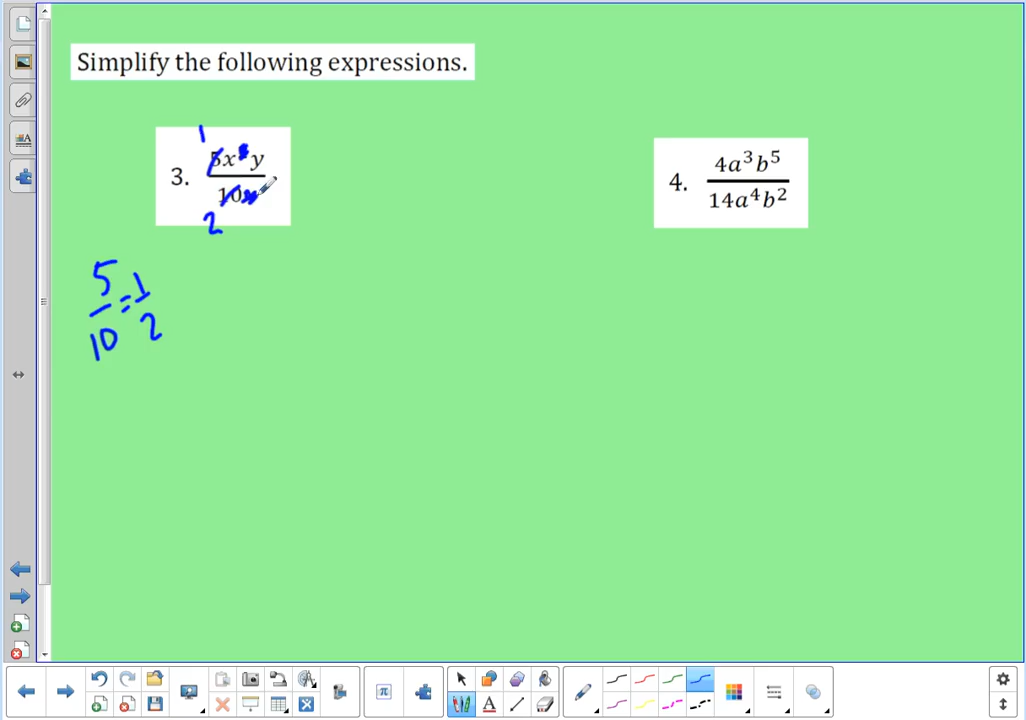 Simplify the following expressions.
1
3. 5x y
10
2
5/10 = 1/2
4. 4a³b⁵
14a⁴b²